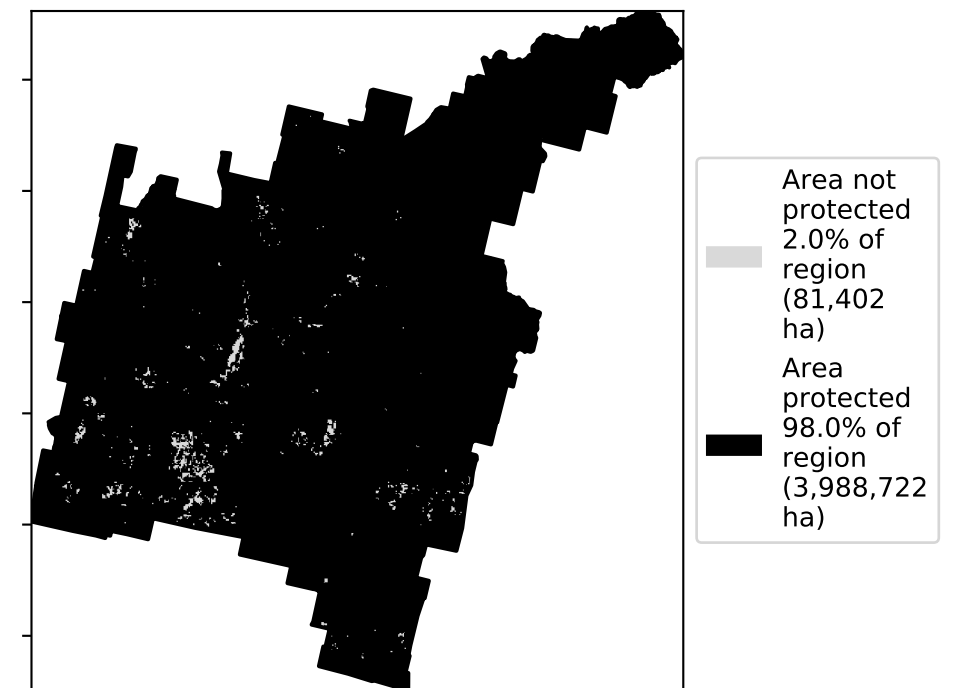 Area not
protected
2.0% of
region
(81,402
ha)
Area
protected
98.0% of
region
(3,988,722
ha)